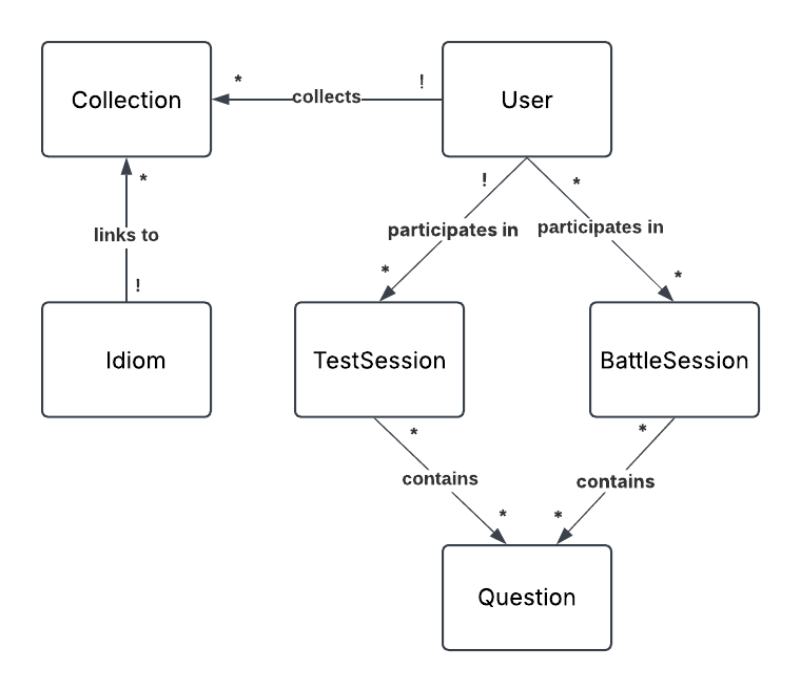 Collection
* collects !
User
*
! *
links to
participates in participates in
!
* *
Idiom
TestSession
BattleSession
* *
contains contains
* *
Question